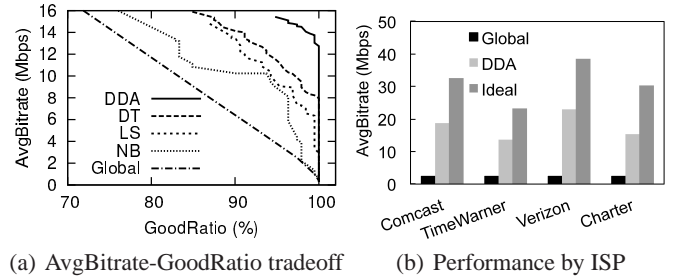 AvgBitrate (Mbps)
16
14
12
10
8
6
4
2
0
DDA
DT
LS
NB
Global
70
80
90
100
GoodRatio (%)
(a) AvgBitrate-GoodRatio tradeoff
AvgBitrate (Mbps)
50
40
30
20
10
0
Global
DDA
Ideal
Comcast
TimeWarner
Verizon
Charter
(b) Performance by ISP